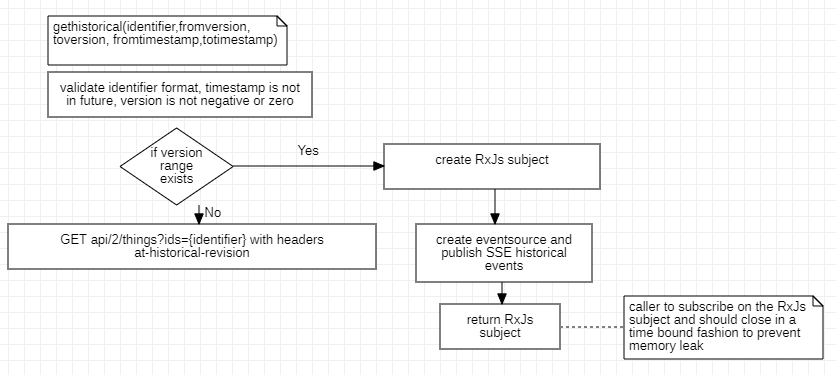 gethistorical(identifier,fromversion,
toversion, fromtimestamp,totimestamp)
validate identifier format, timestamp is not
in future, version is not negative or zero
if version
range
exists
Yes
create RxJs subject
No
GET api/2/things?ids={identifier} with headers
at-historical-revision
create eventsource and
publish SSE historical
events
return RxJs
subject
caller to subscribe on the RxJs
subject and should close in a
time bound fashion to prevent
memory leak